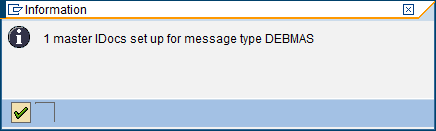 Information
1 master IDocs set up for message type DEBMAS